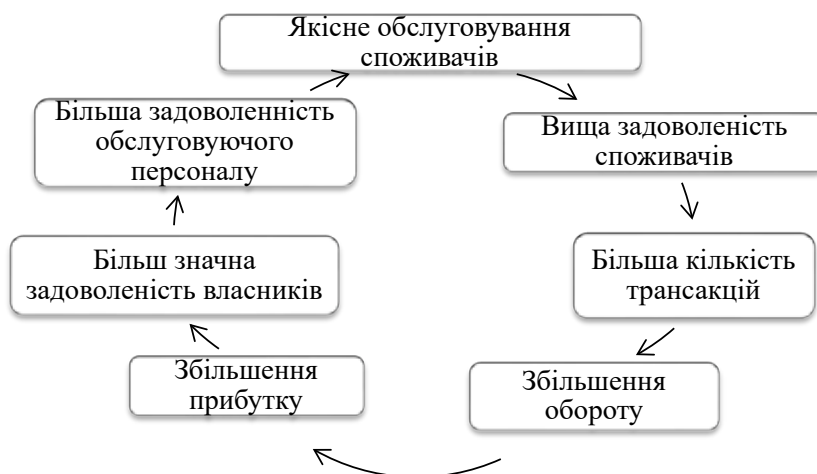 Якісне обслуговування
споживачів
Більша задоволенність
обслуговуючого
персоналу
Вища задоволеність
споживачів
Більш значна
задоволеність власників
Більша кількість
трансакцій
Збільшення
прибутку
Збільшення
обороту